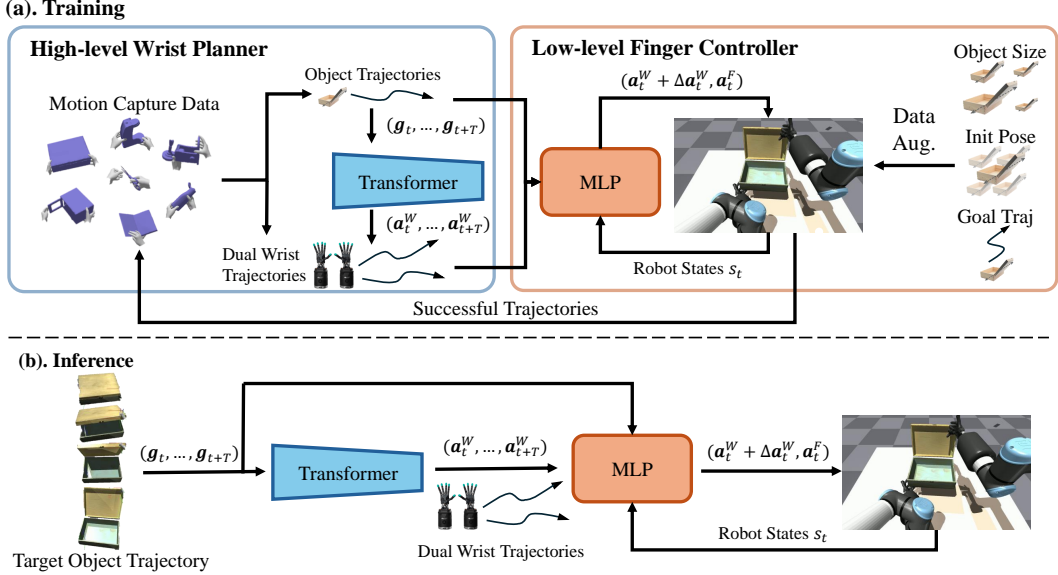 (a). Training
High-level Wrist Planner
Motion Capture Data
Object Trajectories
(g_t, ..., g_{t+T})
Transformer
(a_t^W, ..., a_{t+T}^W)
Dual Wrist
Trajectories
Low-level Finger Controller
(a_t^W + Δa_t^W, a_t^F)
MLP
Robot States s_t
Data
Aug.
Object Size
Init Pose
Goal Traj
Successful Trajectories
(b). Inference
(g_t, ..., g_{t+T})
Target Object Trajectory
Transformer
(a_t^W, ..., a_{t+T}^W)
Dual Wrist Trajectories
MLP
(a_t^W + Δa_t^W, a_t^F)
Robot States s_t